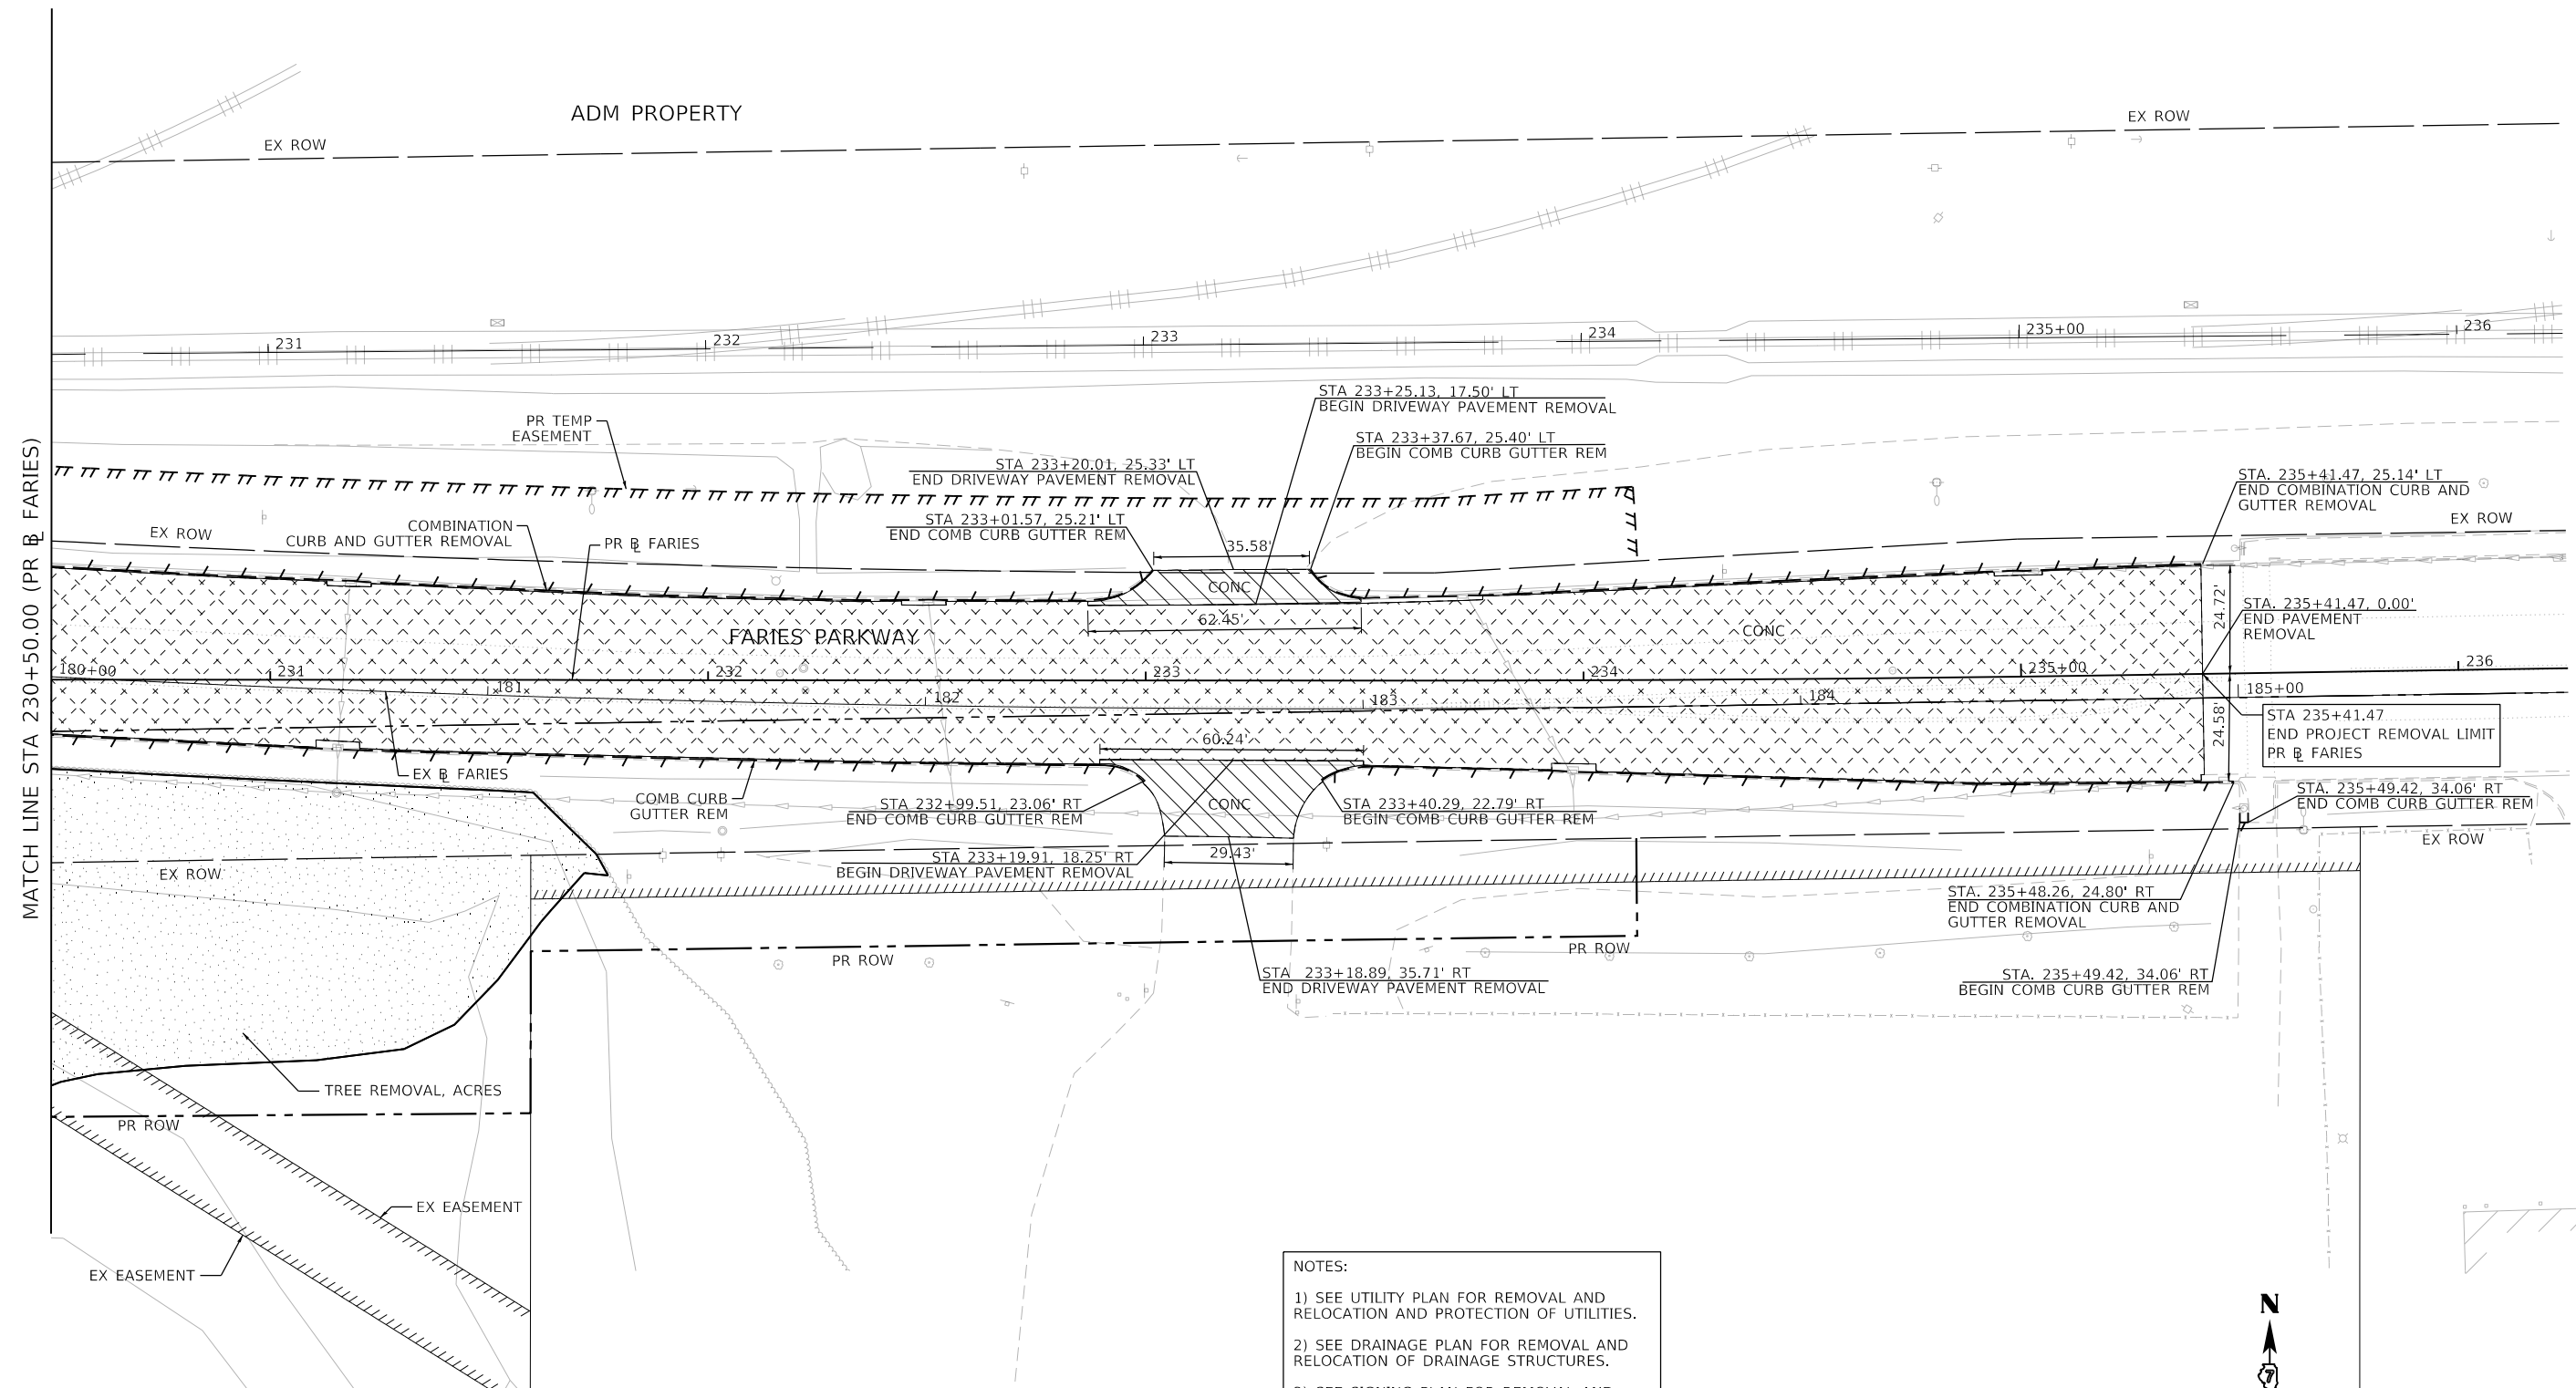 ADM PROPERTY
EX ROW
EX ROW
231
232
233
234
235+00
236
STA 233+25.13, 17.50' LT
BEGIN DRIVEWAY PAVEMENT REMOVAL
PR TEMP
EASEMENT
STA 233+37.67, 25.40' LT
BEGIN COMB CURB GUTTER REM
STA 233+20.01, 25.33' LT
END DRIVEWAY PAVEMENT REMOVAL
STA. 235+41.47, 25.14' LT
END COMBINATION CURB AND
GUTTER REMOVAL
STA 233+01.57, 25.21' LT
END COMB CURB GUTTER REM
COMBINATION
CURB AND GUTTER REMOVAL
EX ROW
PR BL FARIES
EX ROW
35.58'
CONC
62.45'
24.72'
STA. 235+41.47, 0.00'
END PAVEMENT
REMOVAL
FARIES PARKWAY
CONC
MATCH LINE STA 230+50.00 (PR BL FARIES)
180+00
231
232
233
234
235+00
236
181
182
183
184
185+00
STA 235+41.47
END PROJECT REMOVAL LIMIT
PR BL FARIES
24.58'
60.24'
EX BL FARIES
COMB CURB
GUTTER REM
STA 232+99.51, 23.06' RT
END COMB CURB GUTTER REM
CONC
STA 233+40.29, 22.79' RT
BEGIN COMB CURB GUTTER REM
STA. 235+49.42, 34.06' RT
END COMB CURB GUTTER REM
EX ROW
29.43'
STA 233+19.91, 18.25' RT
BEGIN DRIVEWAY PAVEMENT REMOVAL
EX ROW
STA. 235+48.26, 24.80' RT
END COMBINATION CURB AND
GUTTER REMOVAL
PR ROW
PR ROW
STA 233+18.89, 35.71' RT
END DRIVEWAY PAVEMENT REMOVAL
STA. 235+49.42, 34.06' RT
BEGIN COMB CURB GUTTER REM
TREE REMOVAL, ACRES
PR ROW
EX EASEMENT
EX EASEMENT
NOTES:
1) SEE UTILITY PLAN FOR REMOVAL AND
RELOCATION AND PROTECTION OF UTILITIES.
2) SEE DRAINAGE PLAN FOR REMOVAL AND
RELOCATION OF DRAINAGE STRUCTURES.
N
7